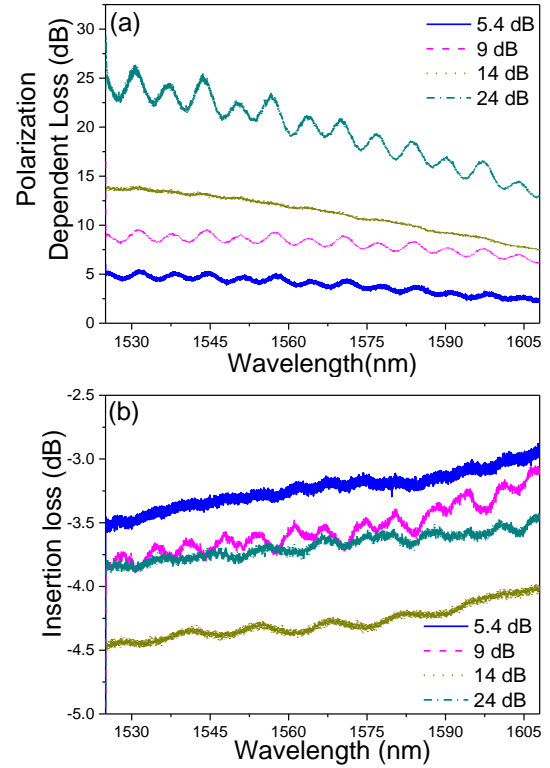 (a)
5.4 dB
9 dB
14 dB
24 dB
Polarization
Dependent Loss (dB)
30
25
20
15
10
5
0
1530 1545 1560 1575 1590 1605
Wavelength(nm)
(b)
-2.5
-3.0
-3.5
-4.0
-4.5
-5.0
Insertion loss (dB)
5.4 dB
9 dB
14 dB
24 dB
1530 1545 1560 1575 1590 1605
Wavelength (nm)